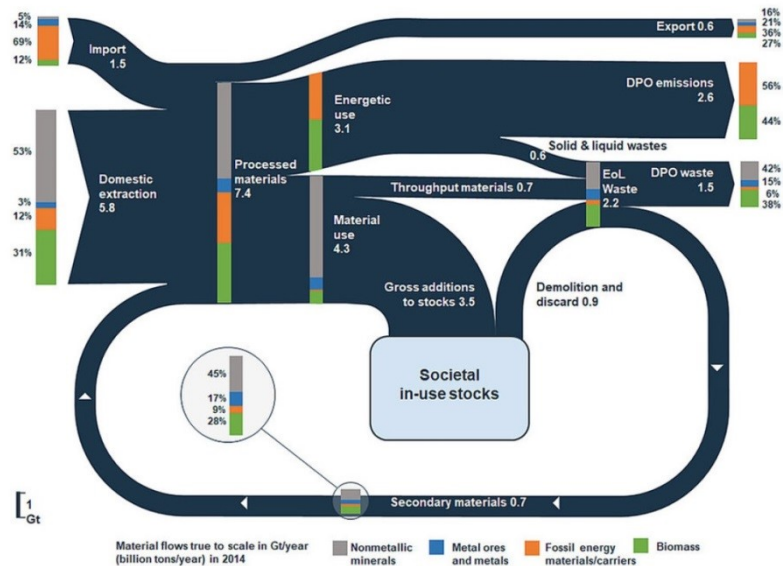 5%
14%
69%
12%
Import
1.5
Export 0.6
16%
21%
36%
27%
53%
3%
12%
31%
Domestic
extraction
5.8
Processed
materials
7.4
Energetic
use
3.1
DPO emissions
2.6
56%
44%
Solid & liquid wastes
0.6
Throughput materials 0.7
EoL
Waste
2.2
DPO waste
1.5
42%
15%
6%
38%
Material
use
4.3
Gross additions
to stocks 3.5
Demolition and
discard 0.9
Societal
in-use stocks
45%
17%
9%
28%
Secondary materials 0.7
1
Gt
Material flows true to scale in Gt/year
(billion tons/year) in 2014
Nonmetallic
minerals
Metal ores
and metals
Fossil energy
materials/carriers
Biomass